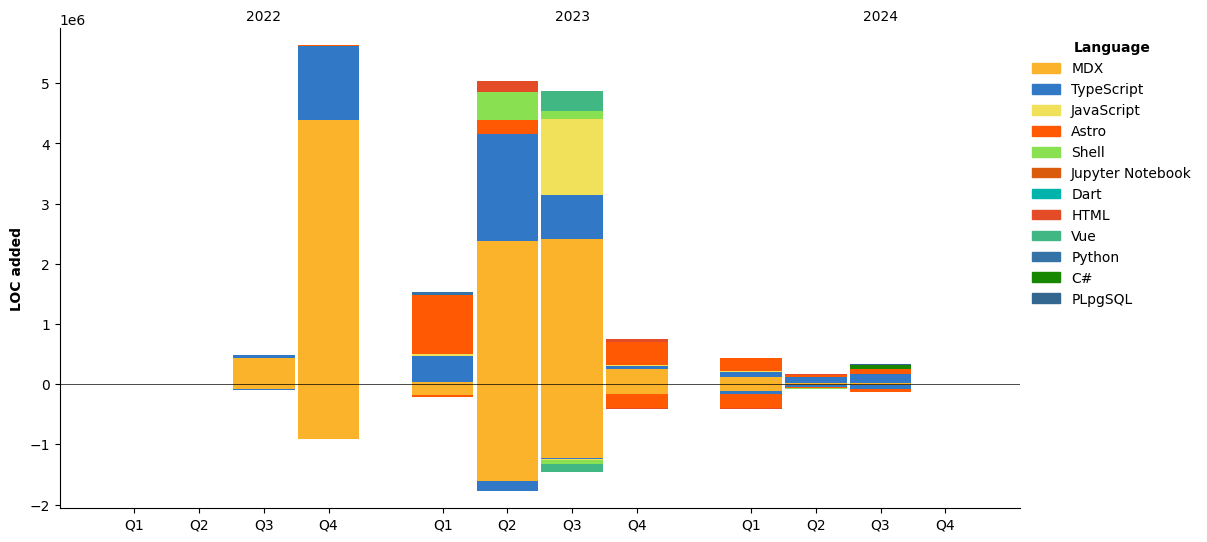 1e6
2022
2023
2024
5
4
3
2
1
0
−1
−2
LOC added
Q1 Q2 Q3 Q4 Q1 Q2 Q3 Q4 Q1 Q2 Q3 Q4
Language
MDX
TypeScript
JavaScript
Astro
Shell
Jupyter Notebook
Dart
HTML
Vue
Python
C#
PLpgSQL